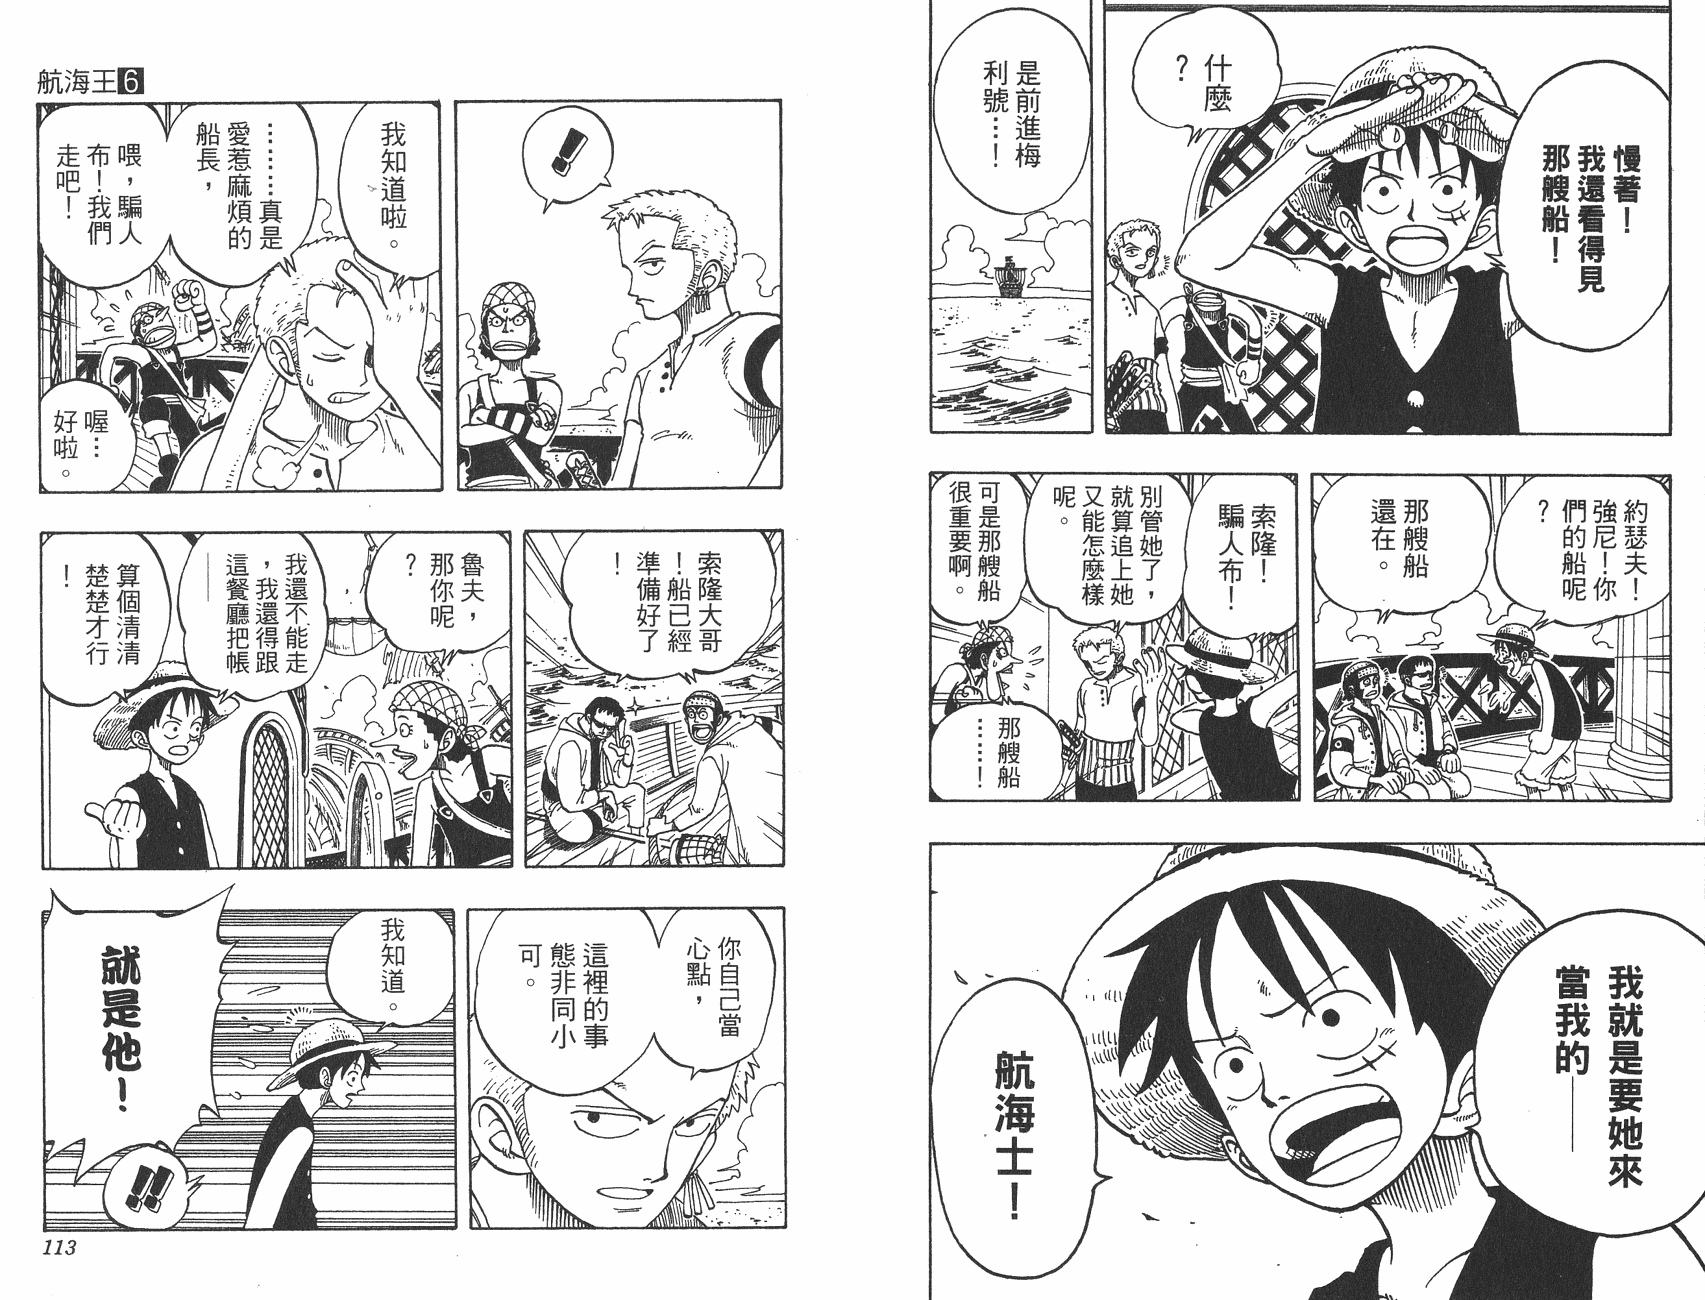 慢著！
我還看得見
那艘船！
什麼
？
是前進梅
利號…！
約瑟夫！
強尼！你
們的船呢
？
那艘船
還在。
索隆！
騙人布！
別管她了，
就算追上她
又能怎麼樣
呢。
可是那艘船
很重要啊。
那艘船
……！
我就是要她來
當我的——
航海士！
航海王6
！！
我知道啦。
………真是
愛惹麻煩的
船長，
喂，騙人
布！我們
走吧！
喔…
好啦。
索隆大哥
！船已經
準備好了
！
魯夫，
那你呢
？
我還不能走
，我還得跟
這餐廳把帳
——
算個清清
楚楚才行
！
你自己當
心點，
這裡的事
態非同小
可。
我知道。
就是他！
！！
113